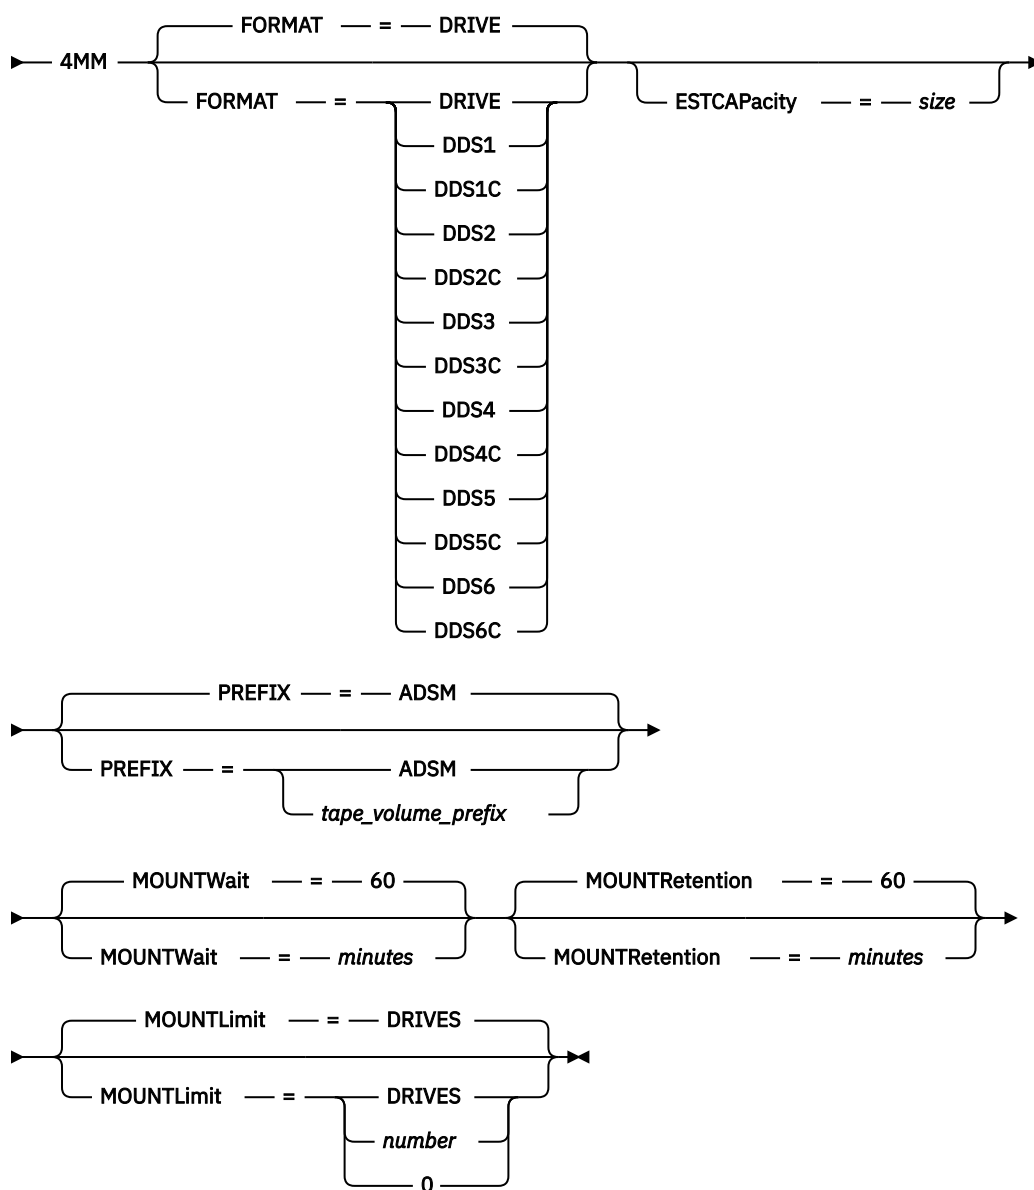 FORMAT = DRIVE
4MM
FORMAT = DRIVE ESTCAPacity = size
DDS1
DDS1C
DDS2
DDS2C
DDS3
DDS3C
DDS4
DDS4C
DDS5
DDS5C
DDS6
DDS6C
PREFIX = ADSM
PREFIX = ADSM
tape_volume_prefix
MOUNTWait = 60 MOUNTRetention = 60
MOUNTWait = minutes MOUNTRetention = minutes
MOUNTLimit = DRIVES
MOUNTLimit = DRIVES
number
0